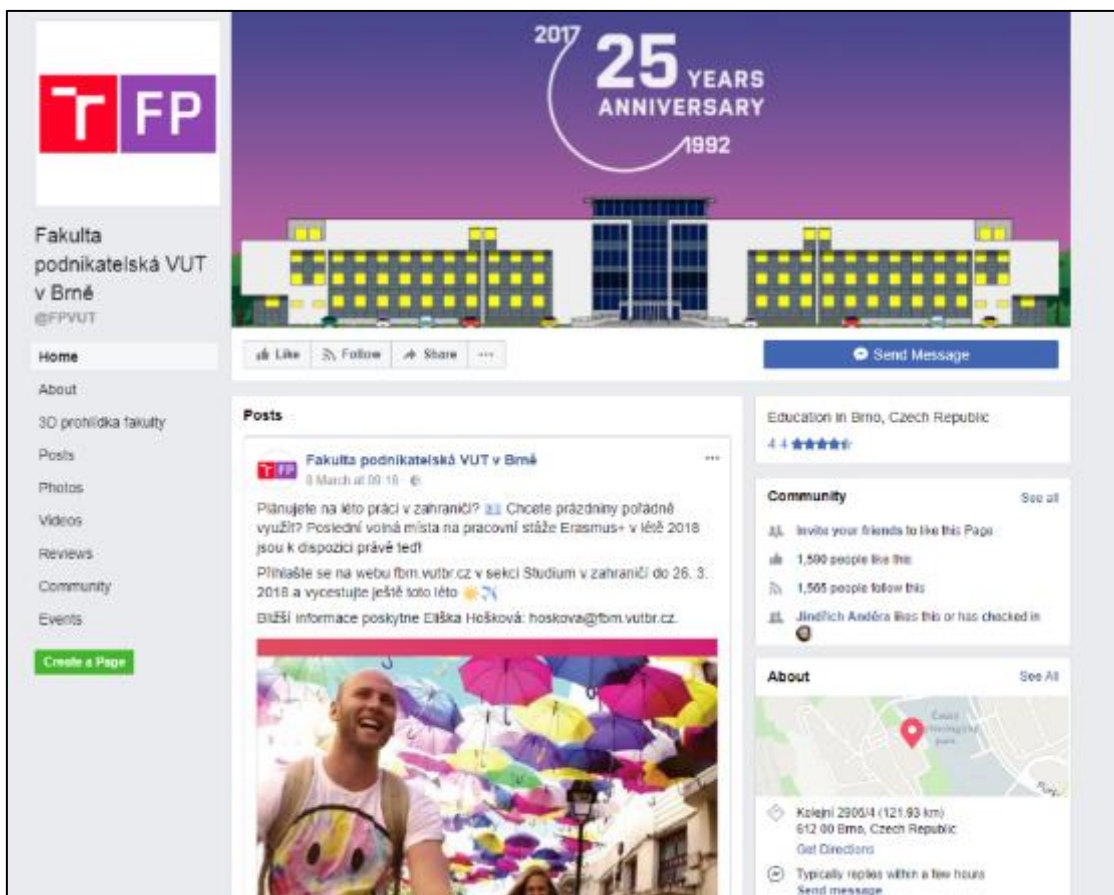 2017
25 YEARS
ANNIVERSARY
1992
FP
Fakulta
podnikatelská VUT
v Brně
@FPVUT
Home
About
3D prohlídka fakulty
Posts
Photos
Videos
Reviews
Community
Events
Create a Page
Like Follow Share ...
Send Message
Posts
Fakulta podnikatelská VUT v Brně
8 March at 09:18
Plánujete na léto práci v zahraničí? Chcete prázdniny pořádně
využít? Poslední volná místa na pracovní stáže Erasmus+ v létě 2018
jsou k dispozici právě teď!
Přihlašte se na webu fbm.vutbr.cz v sekci Studium v zahraničí do 26. 3.
2018 a vycestujte ještě toto léto
Bližší informace poskytne Eliška Hošková: hoskova@fbm.vutbr.cz.
Education in Brno, Czech Republic
4.4
Community See all
Invite your friends to like this Page
1,590 people like this
1,565 people follow this
Jindřich Anděra likes this or has checked in
About See All
Kolejní 2906/4 (121.93 km)
612 00 Brno, Czech Republic
Get Directions
Typically replies within a few hours
Send message